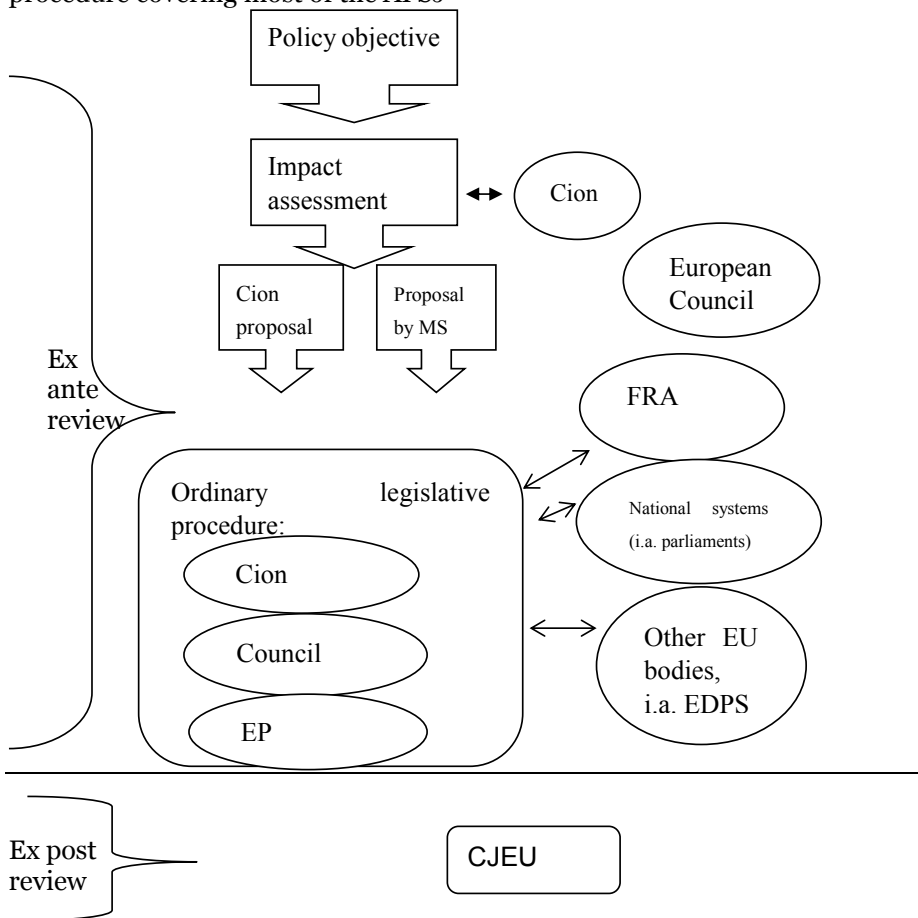 procedure covering most of the AFSJ
Policy objective
Impact
assessment
Cion
European
Council
Cion
proposal
Proposal
by MS
Ex
ante
review
FRA
Ordinary legislative
procedure:
National systems
(i.a. parliaments)
Cion
Council
EP
Other EU
bodies,
i.a. EDPS
Ex post
review
CJEU